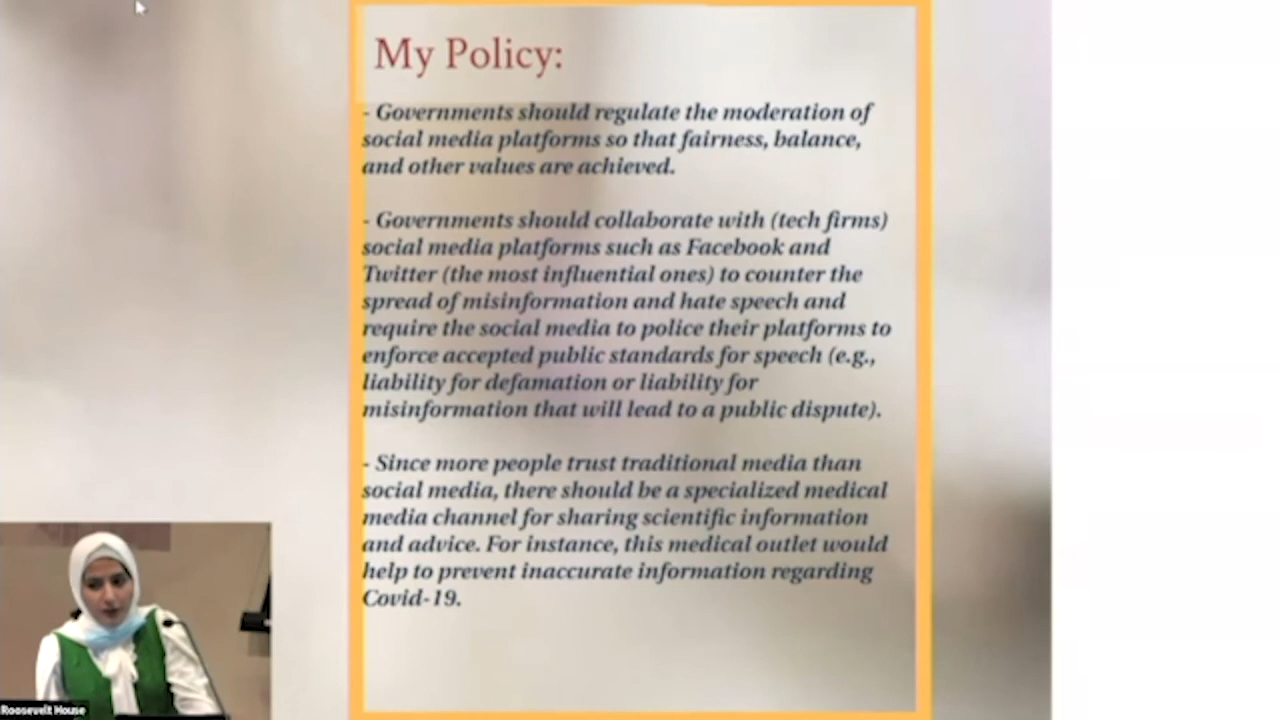 My Policy:
- Governments should regulate the moderation of
social media platforms so that fairness, balance,
and other values are achieved.
- Governments should collaborate with (tech firms)
social media platforms such as Facebook and
Twitter (the most influential ones) to counter the
spread of misinformation and hate speech and
require the social media to police their platforms to
enforce accepted public standards for speech (e.g.,
liability for defamation or liability for
misinformation that will lead to a public dispute).
- Since more people trust traditional media than
social media, there should be a specialized medical
media channel for sharing scientific information
and advice. For instance, this medical outlet would
help to prevent inaccurate information regarding
Covid-19.
Roosevelt House